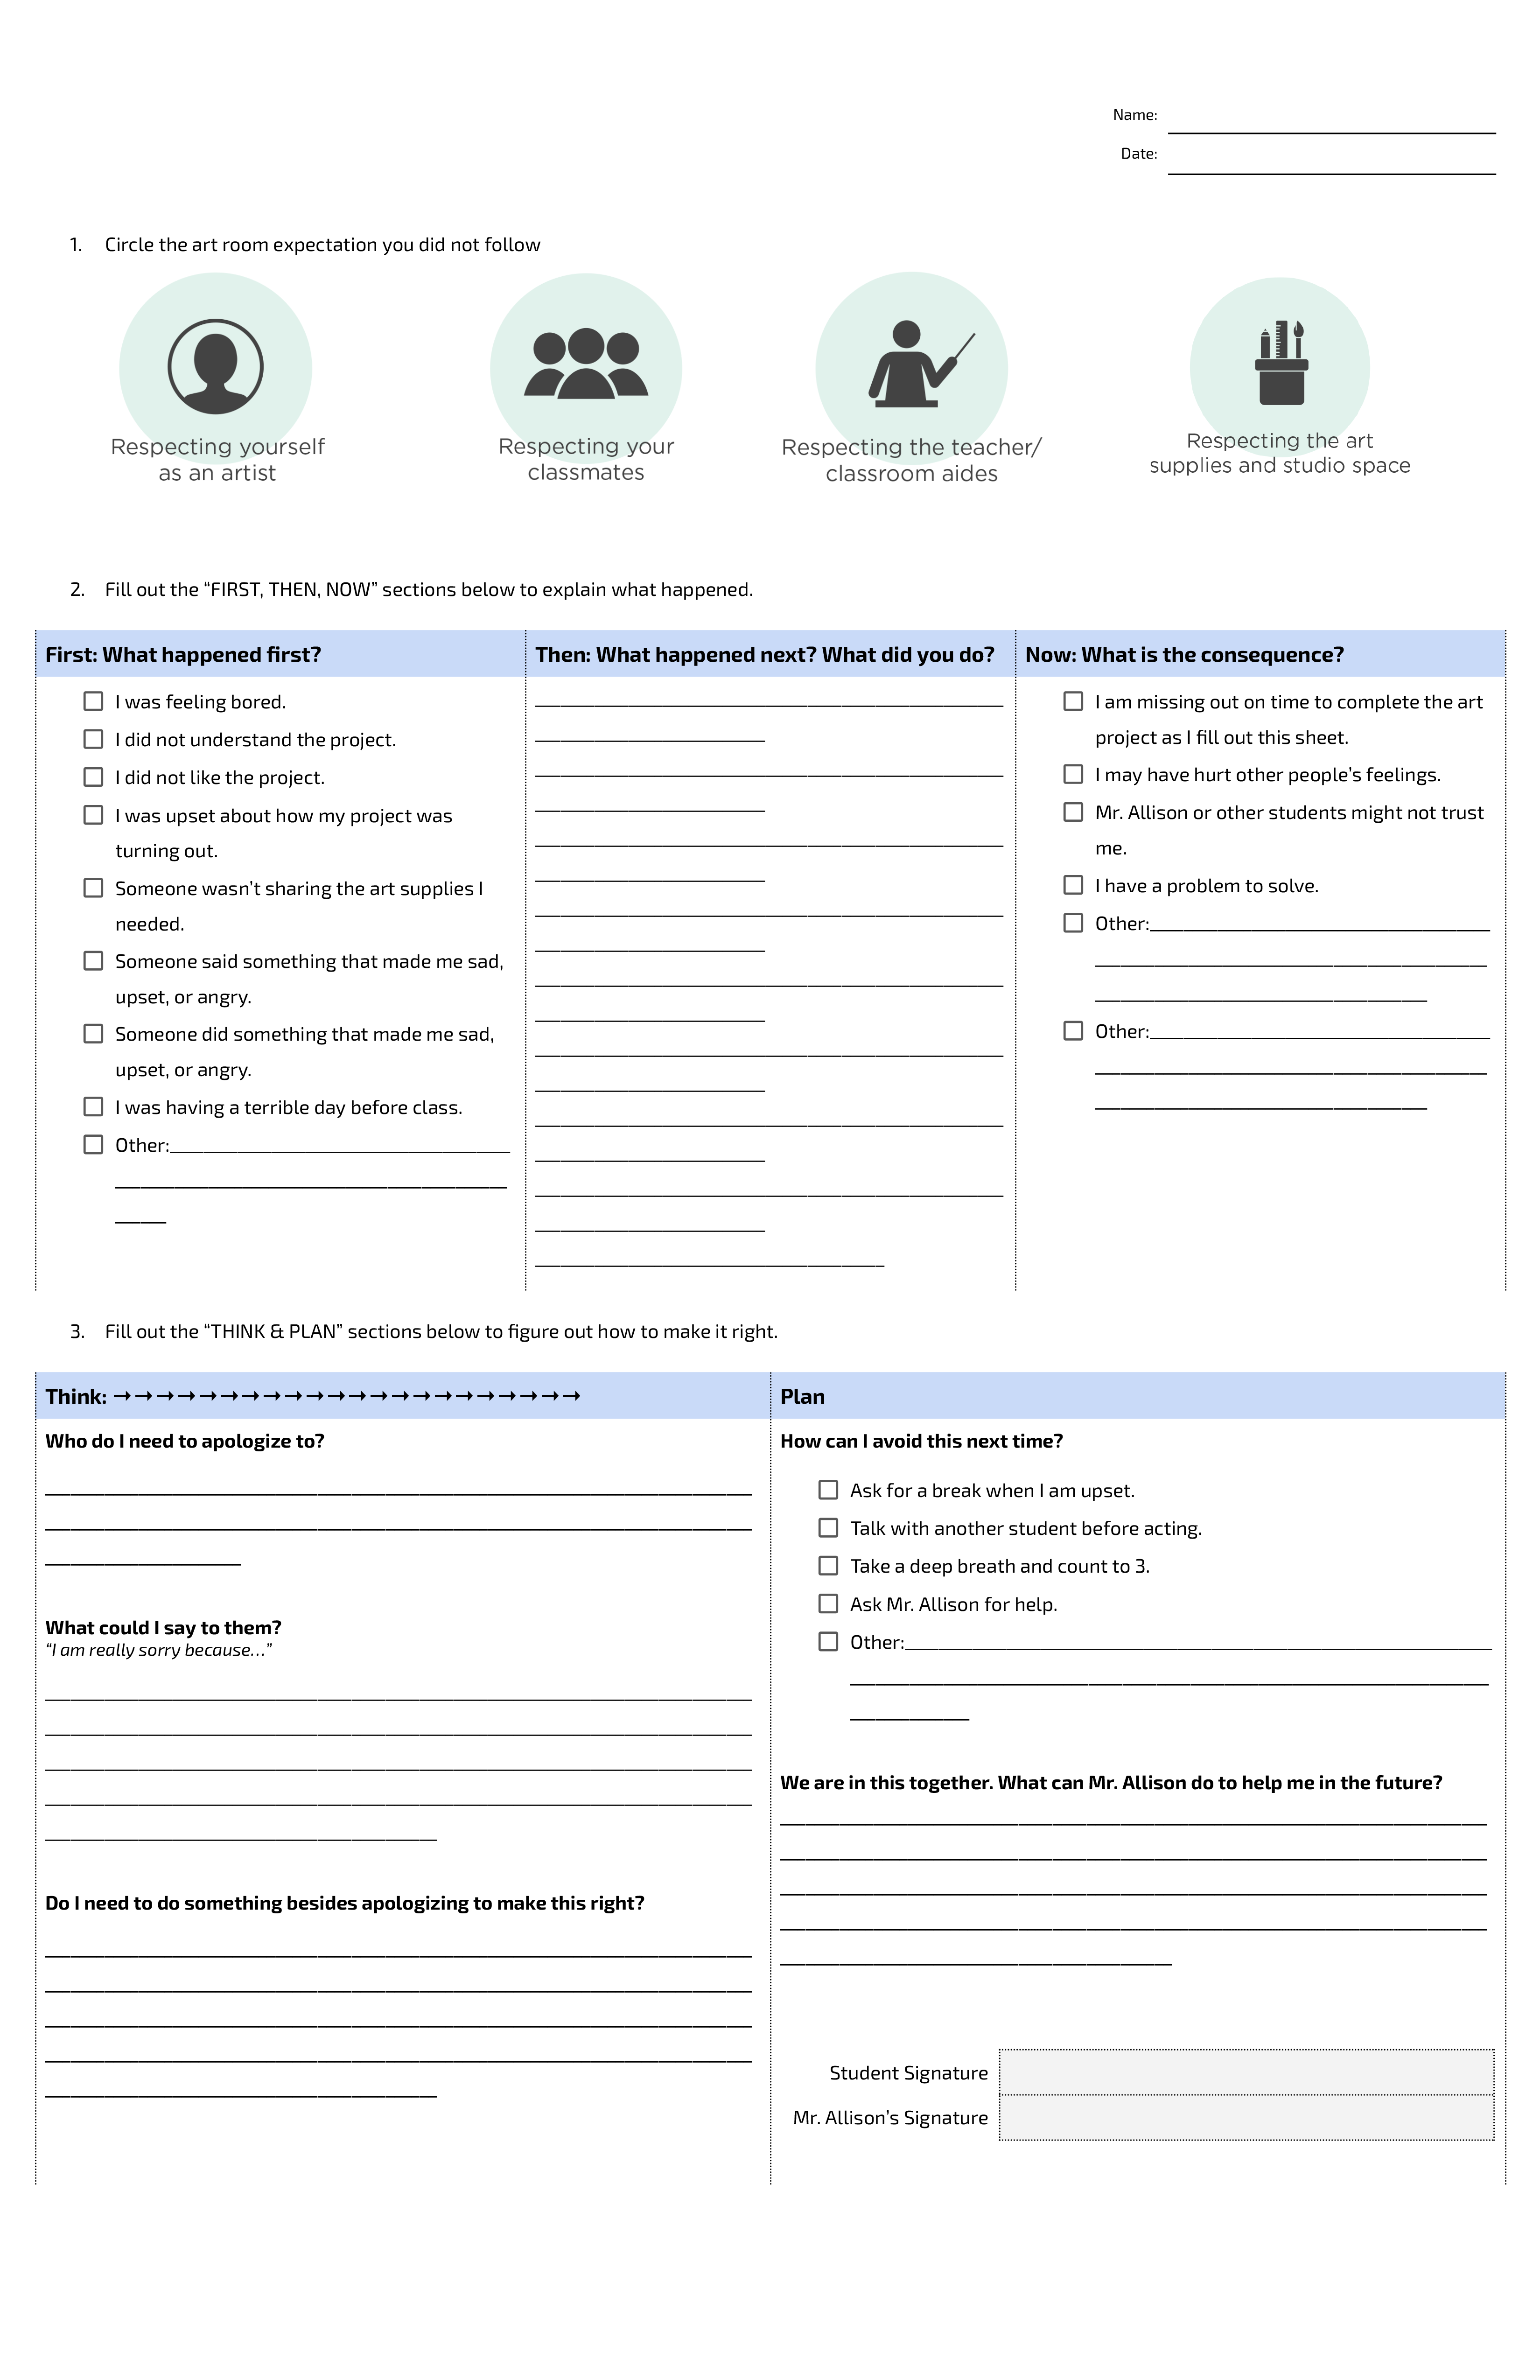 Name:
Date:
1. Circle the art room expectation you did not follow
Respecting yourself
as an artist
Respecting your
classmates
Respecting the teacher/
classroom aides
Respecting the art
supplies and studio space
2. Fill out the “FIRST, THEN, NOW” sections below to explain what happened.
First: What happened first?
I was feeling bored.
I did not understand the project.
I did not like the project.
I was upset about how my project was
turning out.
Someone wasn’t sharing the art supplies I
needed.
Someone said something that made me sad,
upset, or angry.
Someone did something that made me sad,
upset, or angry.
I was having a terrible day before class.
Other:
Then: What happened next? What did you do?
Now: What is the consequence?
I am missing out on time to complete the art
project as I fill out this sheet.
I may have hurt other people’s feelings.
Mr. Allison or other students might not trust
me.
I have a problem to solve.
Other:
Other:
3. Fill out the “THINK & PLAN” sections below to figure out how to make it right.
Think: →→→→→→→→→→→→→→→→→→→→→→
Who do I need to apologize to?
What could I say to them?
“I am really sorry because…”
Do I need to do something besides apologizing to make this right?
Plan
How can I avoid this next time?
Ask for a break when I am upset.
Talk with another student before acting.
Take a deep breath and count to 3.
Ask Mr. Allison for help.
Other:
We are in this together. What can Mr. Allison do to help me in the future?
Student Signature
Mr. Allison’s Signature